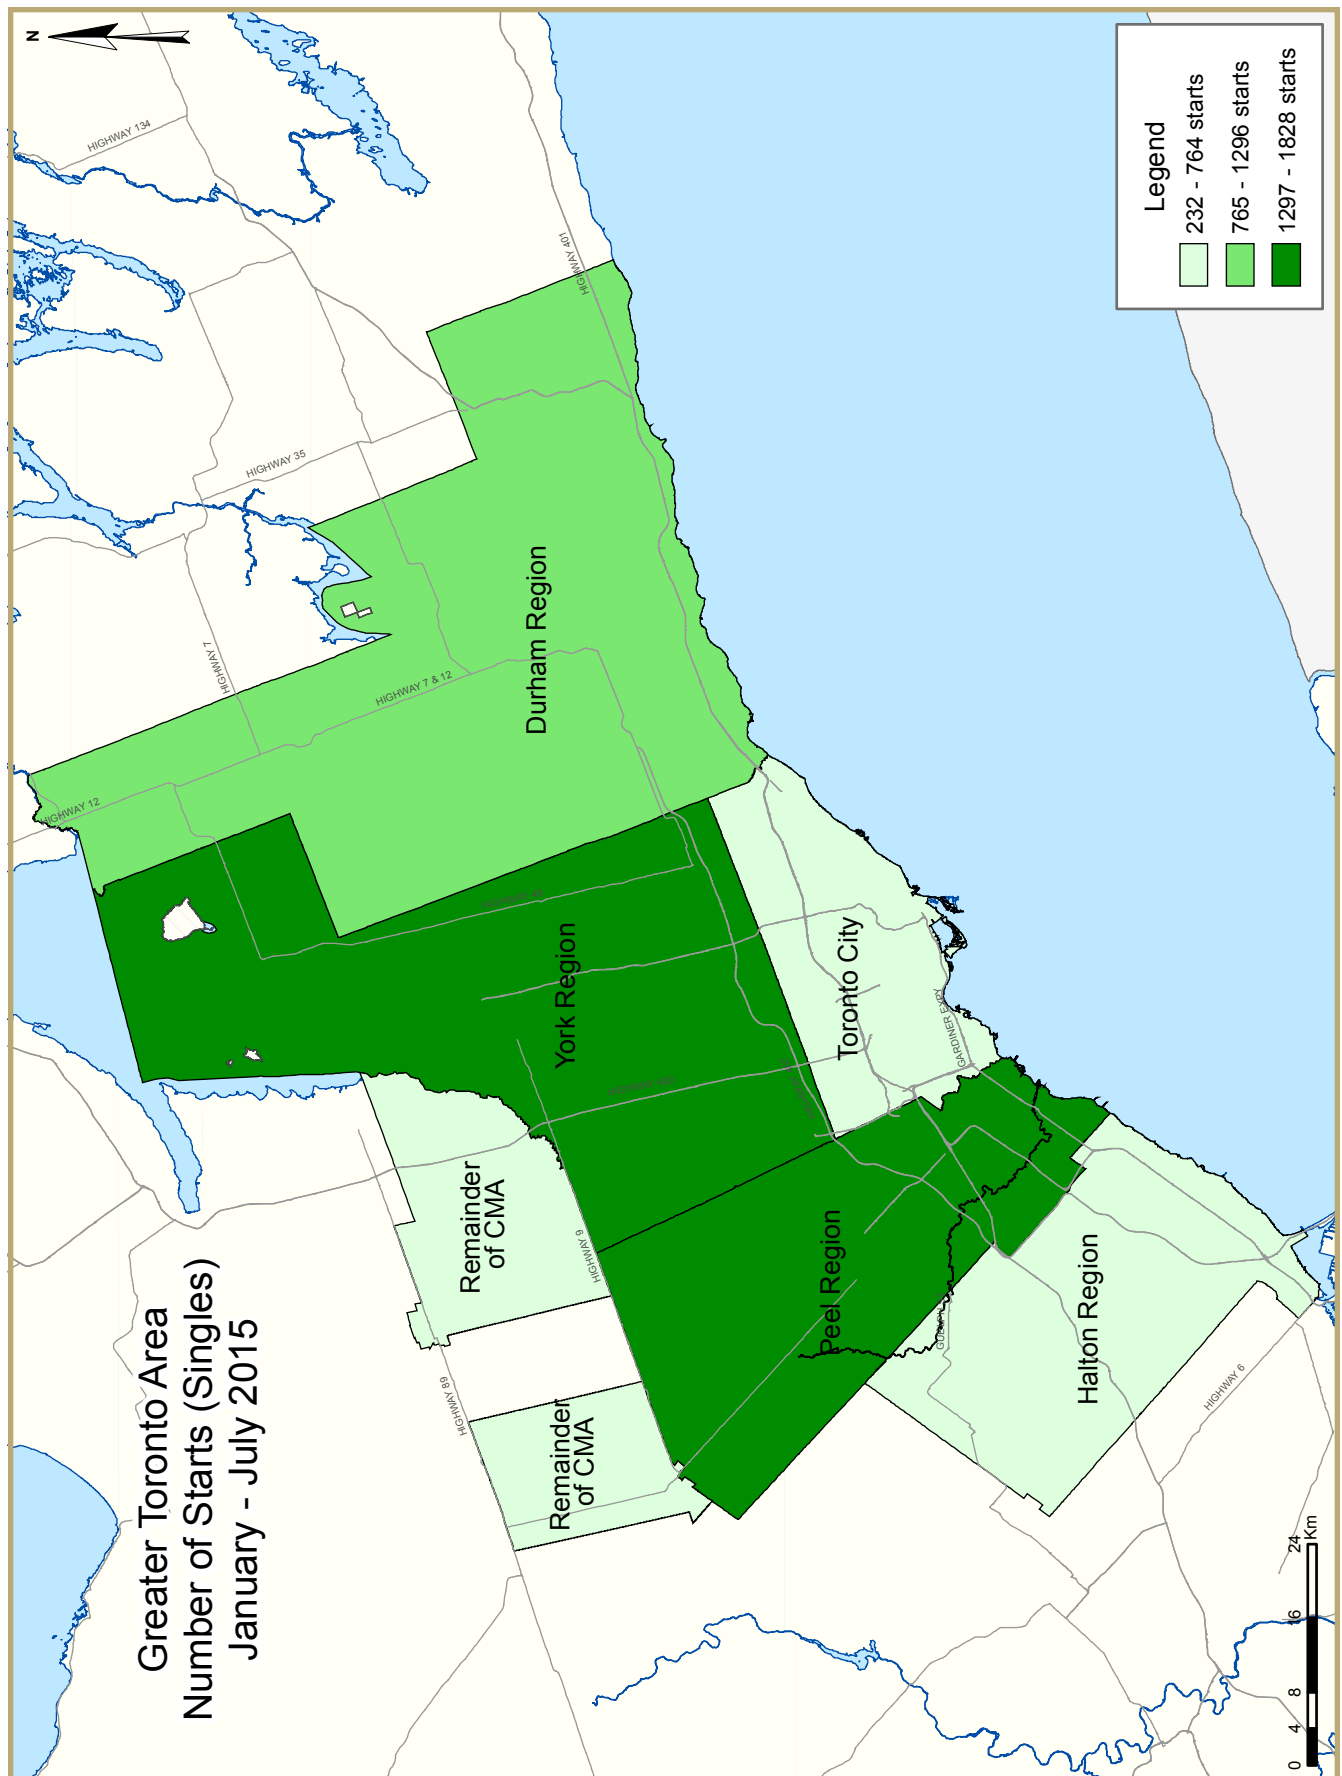 Greater Toronto Area
Number of Starts (Singles)
January - July 2015
N
HIGHWAY 134
HIGHWAY 401
HIGHWAY 35
HIGHWAY 7
HIGHWAY 7 & 12
HIGHWAY 12
Durham Region
York Region
Toronto City
GARDINER EXPY
Remainder
of CMA
HIGHWAY 9
HIGHWAY 89
Remainder
of CMA
Peel Region
Halton Region
HIGHWAY 6
Legend
232 - 764 starts
765 - 1296 starts
1297 - 1828 starts
0 4 8 16 24
Km